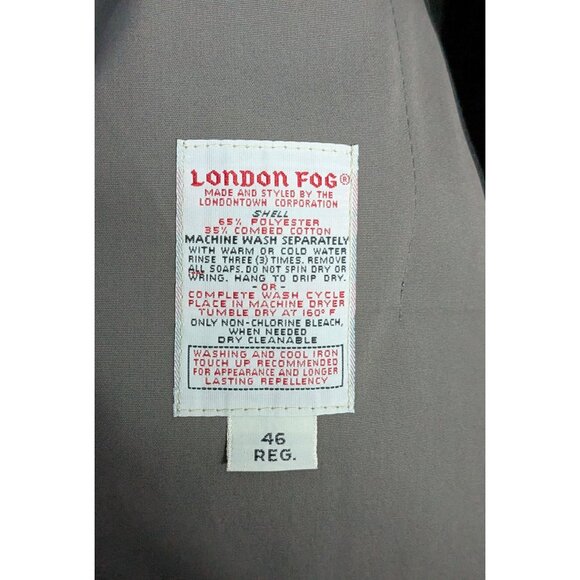 LONDON FOG®
MADE AND STYLED BY THE
LONDONTOWN CORPORATION
SHELL
65% POLYESTER
35% COMBED COTTON
MACHINE WASH SEPARATELY
WITH WARM OR COLD WATER
RINSE THREE (3) TIMES. REMOVE
ALL SOAPS. DO NOT SPIN DRY OR
WRING. HANG TO DRIP DRY.
-OR-
COMPLETE WASH CYCLE
PLACE IN MACHINE DRYER
TUMBLE DRY AT 160° F
ONLY NON-CHLORINE BLEACH,
WHEN NEEDED
DRY CLEANABLE
WASHING AND COOL IRON
TOUCH UP RECOMMENDED
FOR APPEARANCE AND LONGER
LASTING REPELLENCY
46
REG.